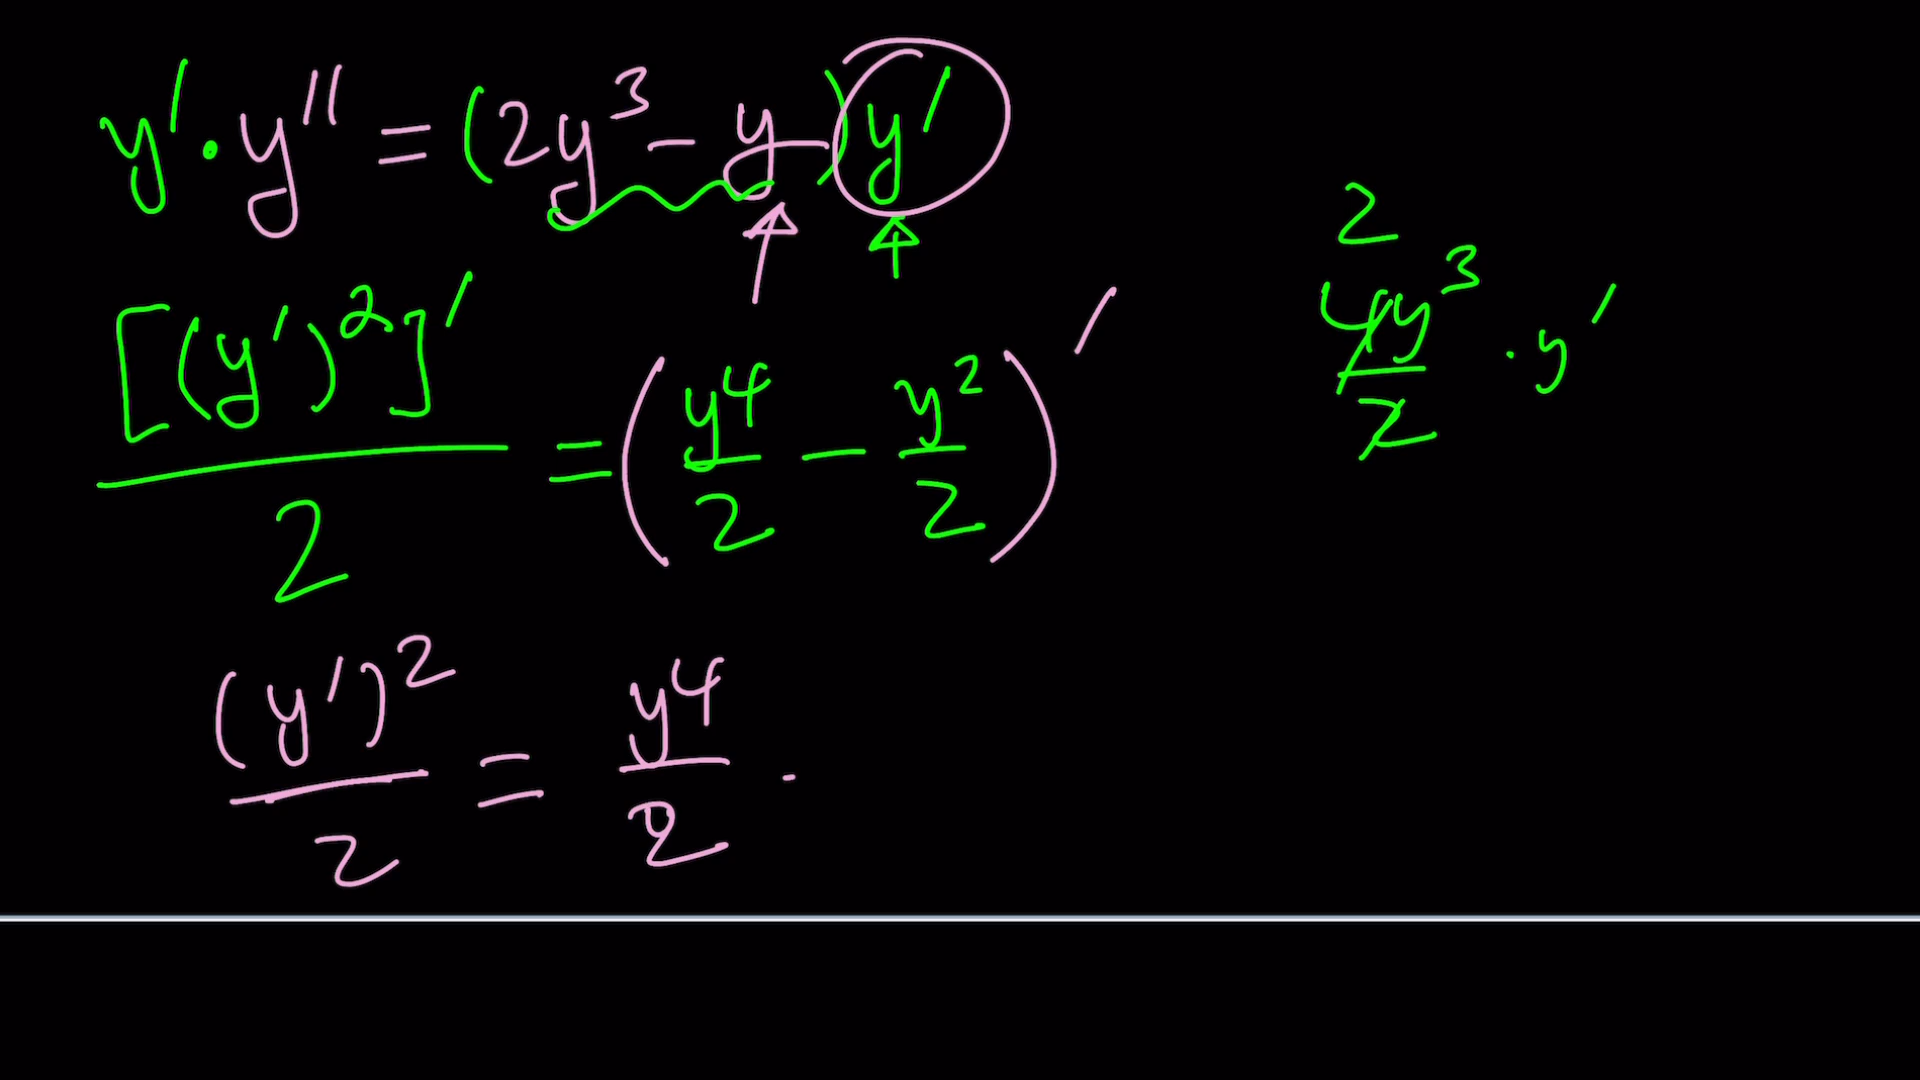 y' · y'' = (2y³ − y) y'
[(y')²]' / 2 = (y⁴/2 − y²/2)'
2
4y³/2 · y'
(y')²/2 = y⁴/2 -